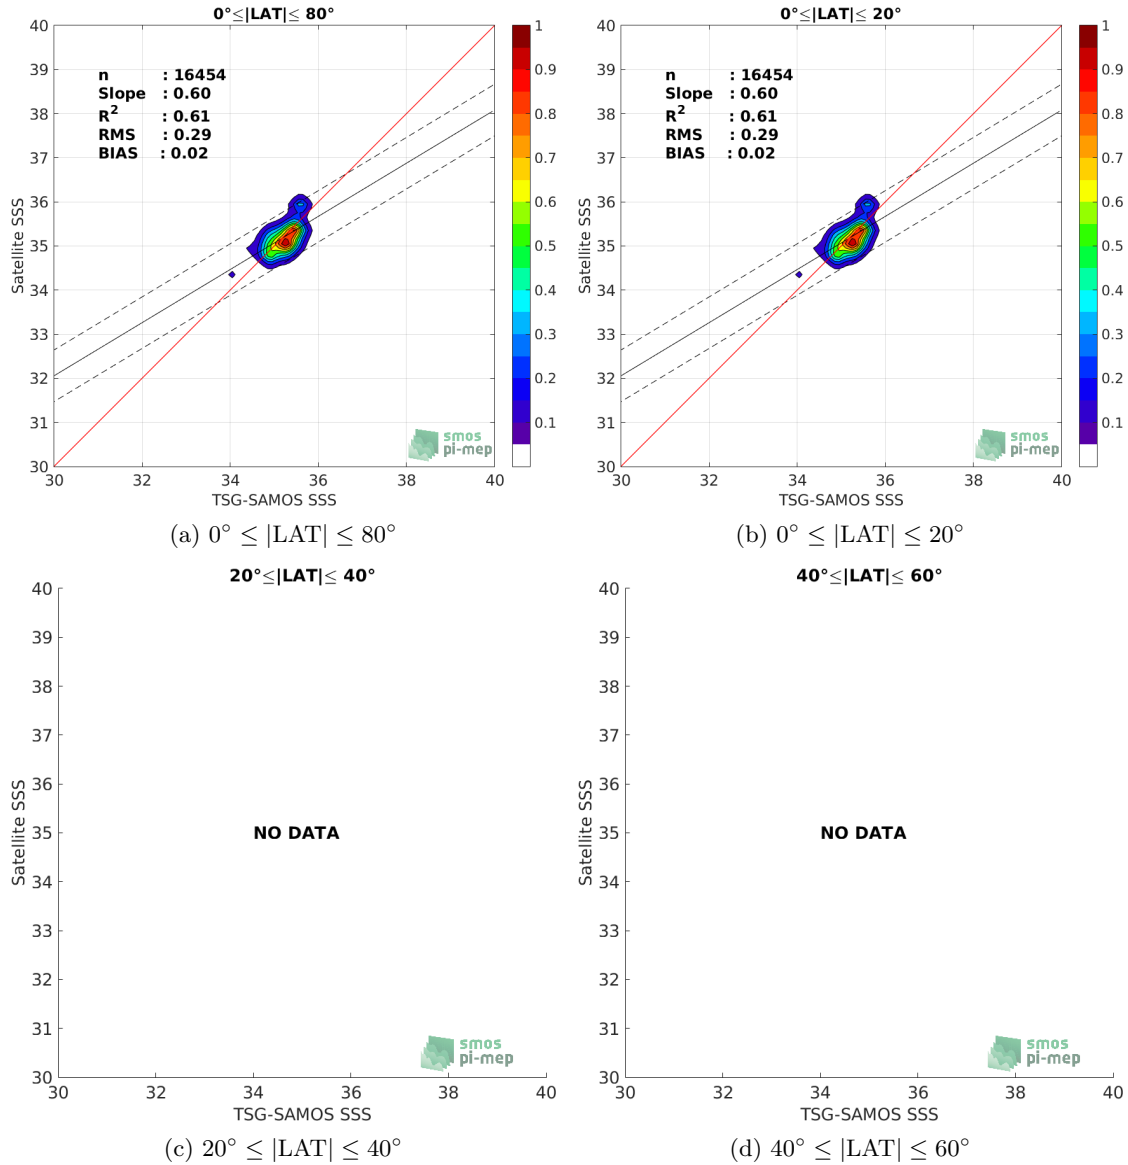 0°≤|LAT|≤ 80°
n : 16454
Slope : 0.60
R² : 0.61
RMS : 0.29
BIAS : 0.02
40
39
38
37
36
35
34
33
32
31
30
Satellite SSS
30 32 34 36 38 40
TSG-SAMOS SSS
1
0.9
0.8
0.7
0.6
0.5
0.4
0.3
0.2
0.1
smos
pi-mep
(a) 0° ≤ |LAT| ≤ 80°
0°≤|LAT|≤ 20°
n : 16454
Slope : 0.60
R² : 0.61
RMS : 0.29
BIAS : 0.02
40
39
38
37
36
35
34
33
32
31
30
Satellite SSS
30 32 34 36 38 40
TSG-SAMOS SSS
1
0.9
0.8
0.7
0.6
0.5
0.4
0.3
0.2
0.1
smos
pi-mep
(b) 0° ≤ |LAT| ≤ 20°
20°≤|LAT|≤ 40°
40
39
38
37
36
35
34
33
32
31
30
Satellite SSS
NO DATA
smos
pi-mep
30 32 34 36 38 40
TSG-SAMOS SSS
(c) 20° ≤ |LAT| ≤ 40°
40°≤|LAT|≤ 60°
40
39
38
37
36
35
34
33
32
31
30
Satellite SSS
NO DATA
smos
pi-mep
30 32 34 36 38 40
TSG-SAMOS SSS
(d) 40° ≤ |LAT| ≤ 60°